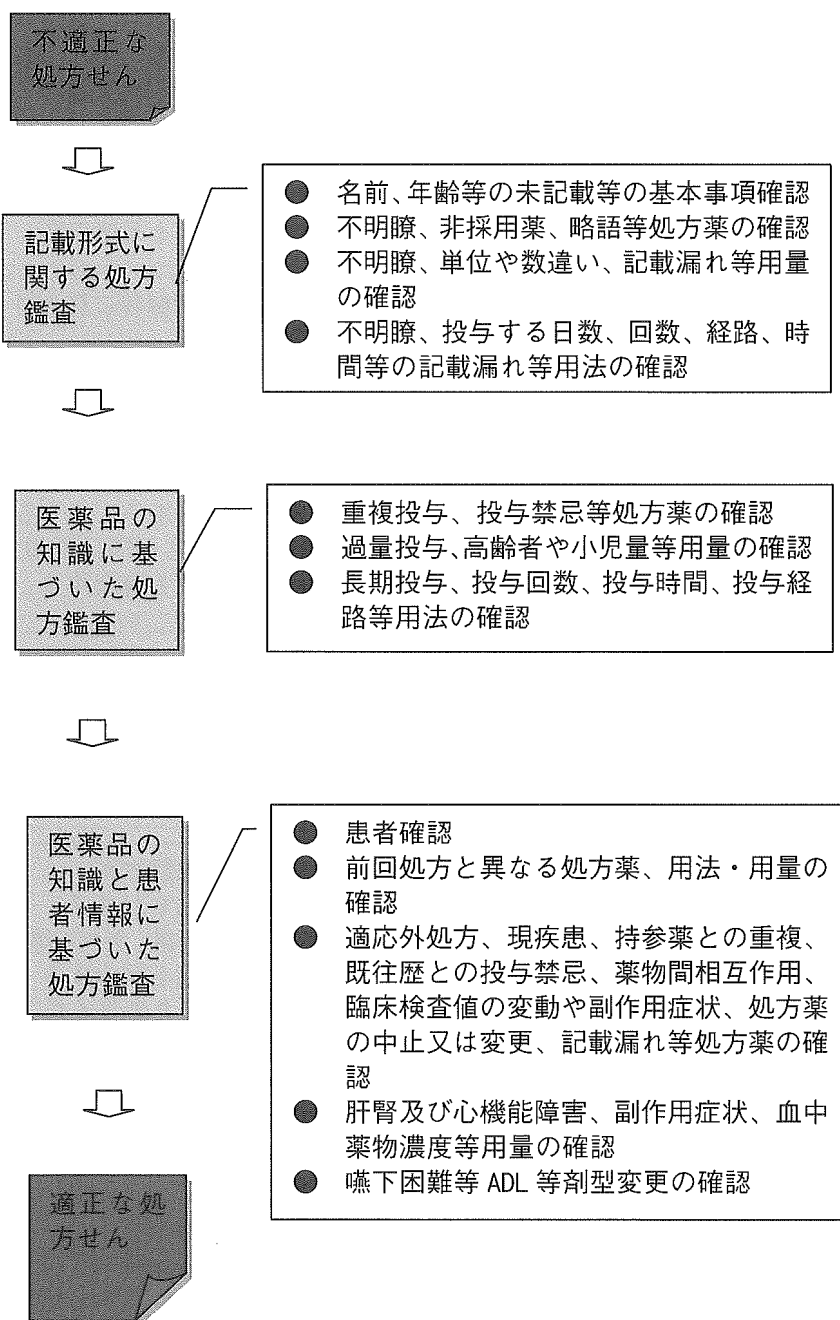 不適正な
処方せん
記載形式に
関する処方
鑑査
● 名前、年齢等の未記載等の基本事項確認
● 不明瞭、非採用薬、略語等処方薬の確認
● 不明瞭、単位や数違い、記載漏れ等用量
の確認
● 不明瞭、投与する日数、回数、経路、時
間等の記載漏れ等用法の確認
医薬品の
知識に基
づいた処
方鑑査
● 重複投与、投与禁忌等処方薬の確認
● 過量投与、高齢者や小児量等用量の確認
● 長期投与、投与回数、投与時間、投与経
路等用法の確認
医薬品の
知識と患
者情報に
基づいた
処方鑑査
● 患者確認
● 前回処方と異なる処方薬、用法・用量の
確認
● 適応外処方、現疾患、持参薬との重複、
既往歴との投与禁忌、薬物間相互作用、
臨床検査値の変動や副作用症状、処方薬
の中止又は変更、記載漏れ等処方薬の確
認
● 肝腎及び心機能障害、副作用症状、血中
薬物濃度等用量の確認
● 嚥下困難等 ADL 等剤型変更の確認
適正な処
方せん